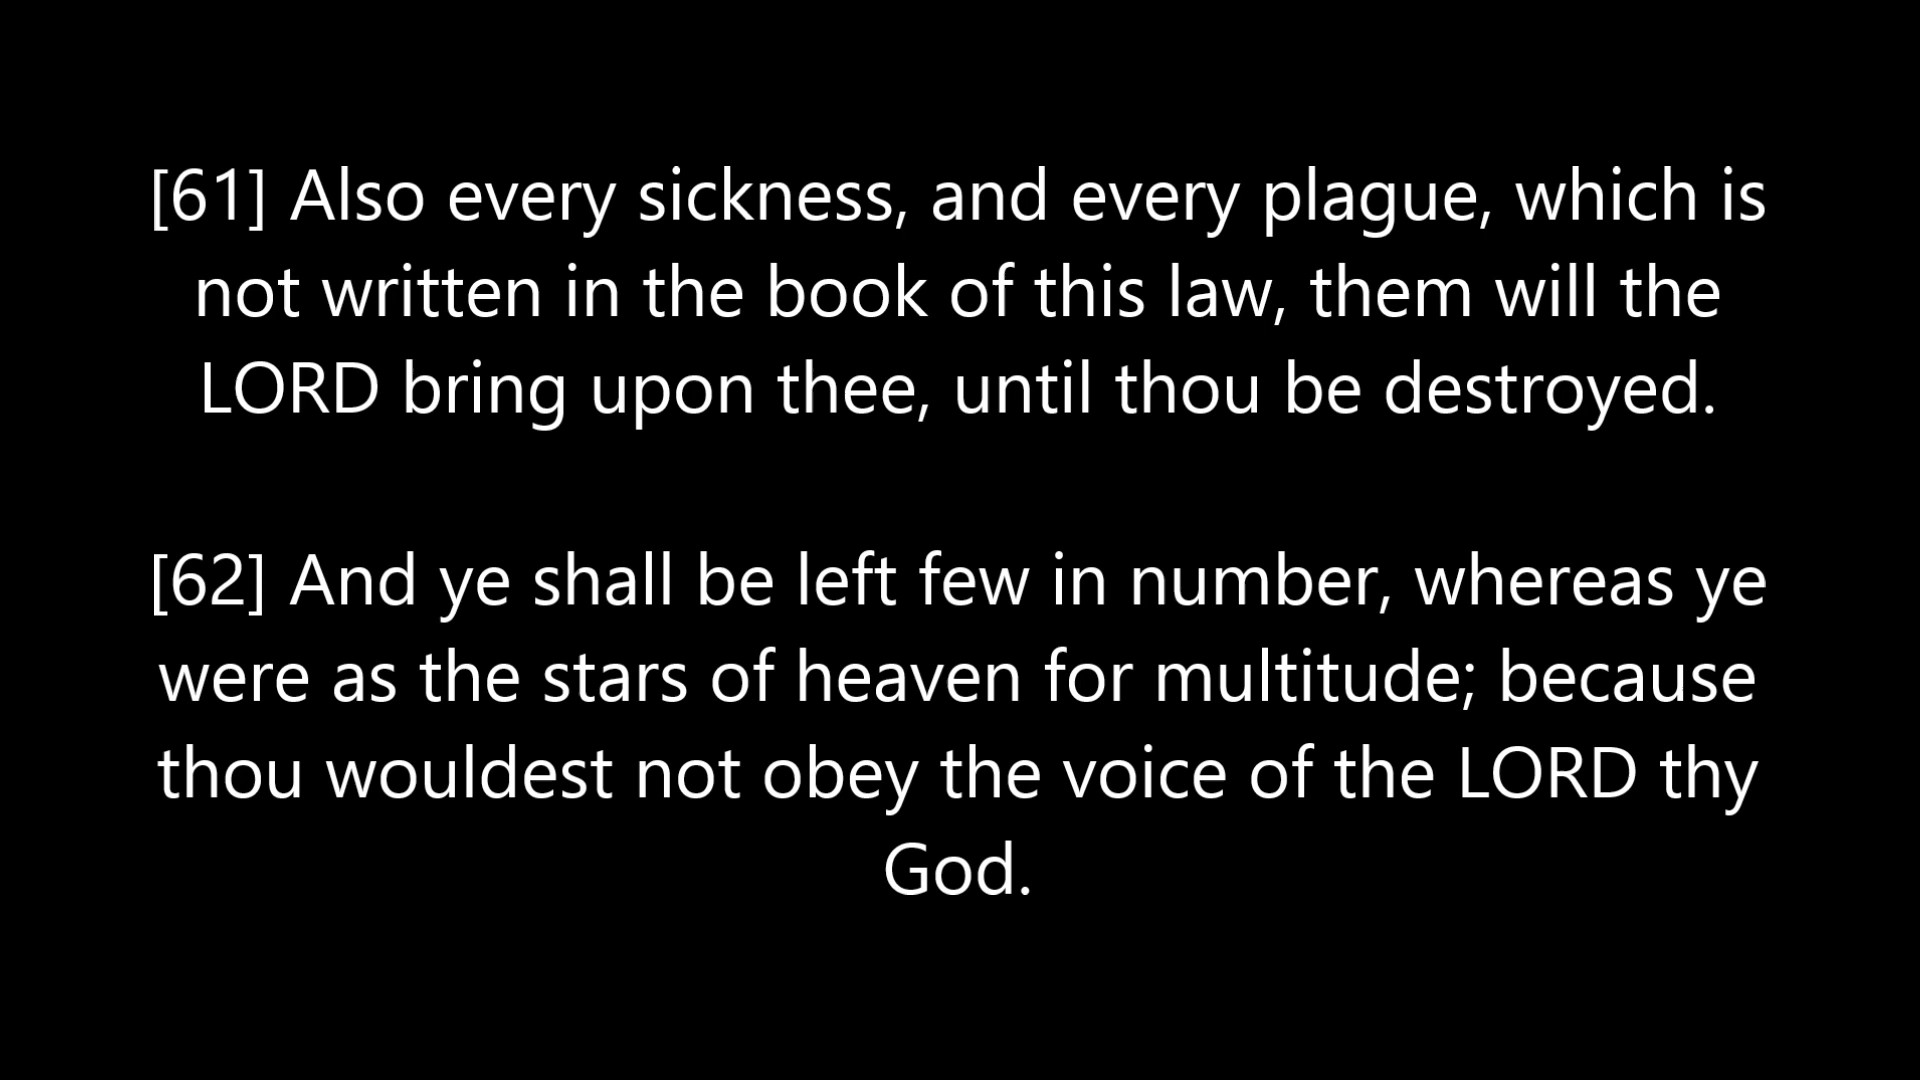 [61] Also every sickness, and every plague, which is
not written in the book of this law, them will the
LORD bring upon thee, until thou be destroyed.
[62] And ye shall be left few in number, whereas ye
were as the stars of heaven for multitude; because
thou wouldest not obey the voice of the LORD thy
God.